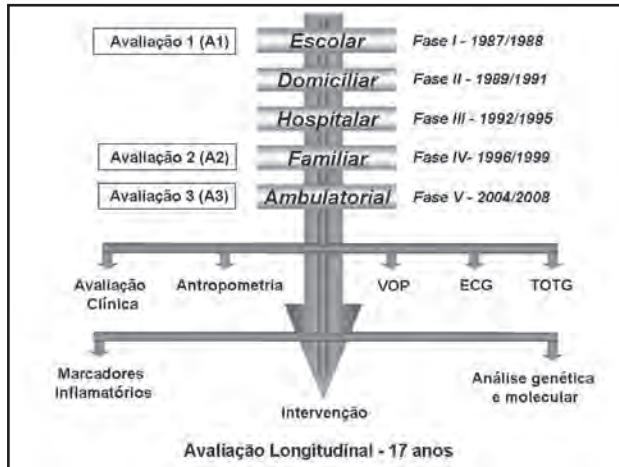 Avaliação 1 (A1) Escolar Fase I - 1987/1988
Domiciliar Fase II - 1989/1991
Hospitalar Fase III - 1992/1995
Avaliação 2 (A2) Familiar Fase IV- 1996/1999
Avaliação 3 (A3) Ambulatorial Fase V - 2004/2008
Avaliação Antropometria VOP ECG TOTG
Clínica
Marcadores Análise genética
Inflamatórios e molecular
Intervenção
Avaliação Longitudinal - 17 anos